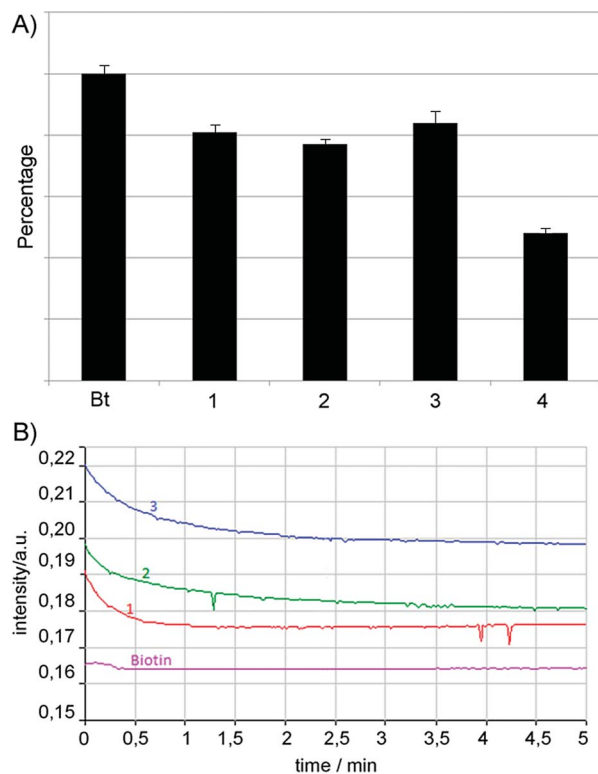 A)
Percentage
Bt 1 2 3 4
B)
intensity/a.u.
0,22
0,21
0,20
0,19
0,18
0,17
0,16
0,15
3
2
1
Biotin
0 0,5 1 1,5 2 2,5 3 3,5 4 4,5 5
time / min